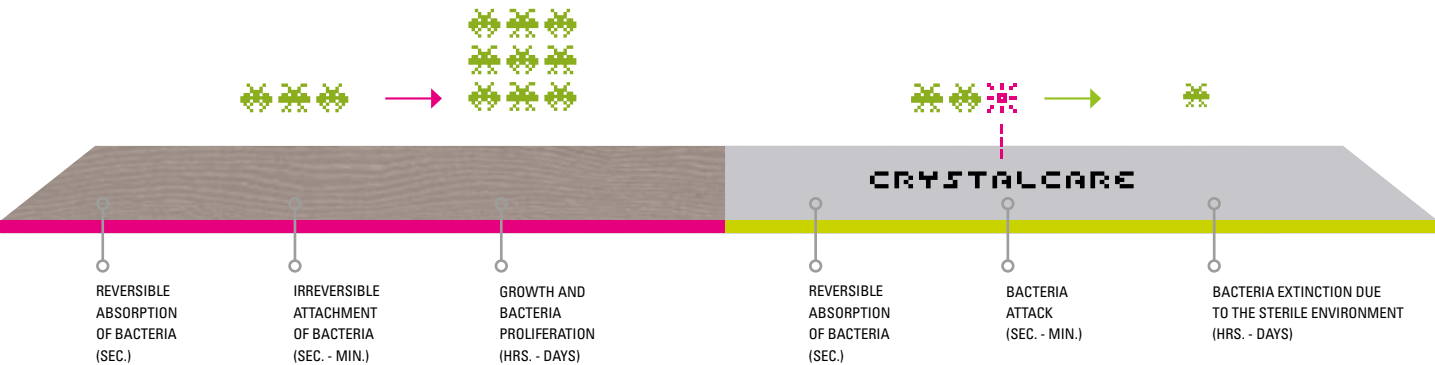 CRYSTALCARE
REVERSIBLE
ABSORPTION
OF BACTERIA
(SEC.)
IRREVERSIBLE
ATTACHMENT
OF BACTERIA
(SEC. - MIN.)
GROWTH AND
BACTERIA
PROLIFERATION
(HRS. - DAYS)
REVERSIBLE
ABSORPTION
OF BACTERIA
(SEC.)
BACTERIA
ATTACK
(SEC. - MIN.)
BACTERIA EXTINCTION DUE
TO THE STERILE ENVIRONMENT
(HRS. - DAYS)